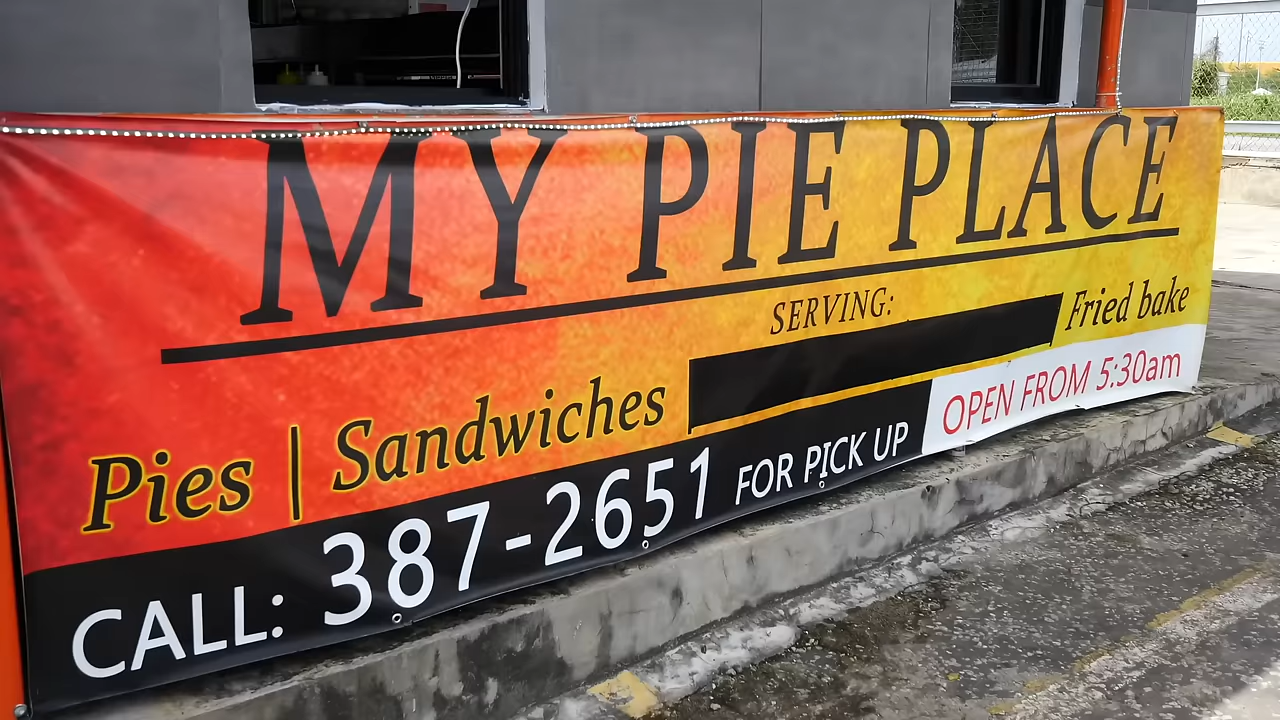 MY PIE PLACE
SERVING:
Pies | Sandwiches Fried bake
CALL: 387-2651 FOR PICK UP OPEN FROM 5:30am